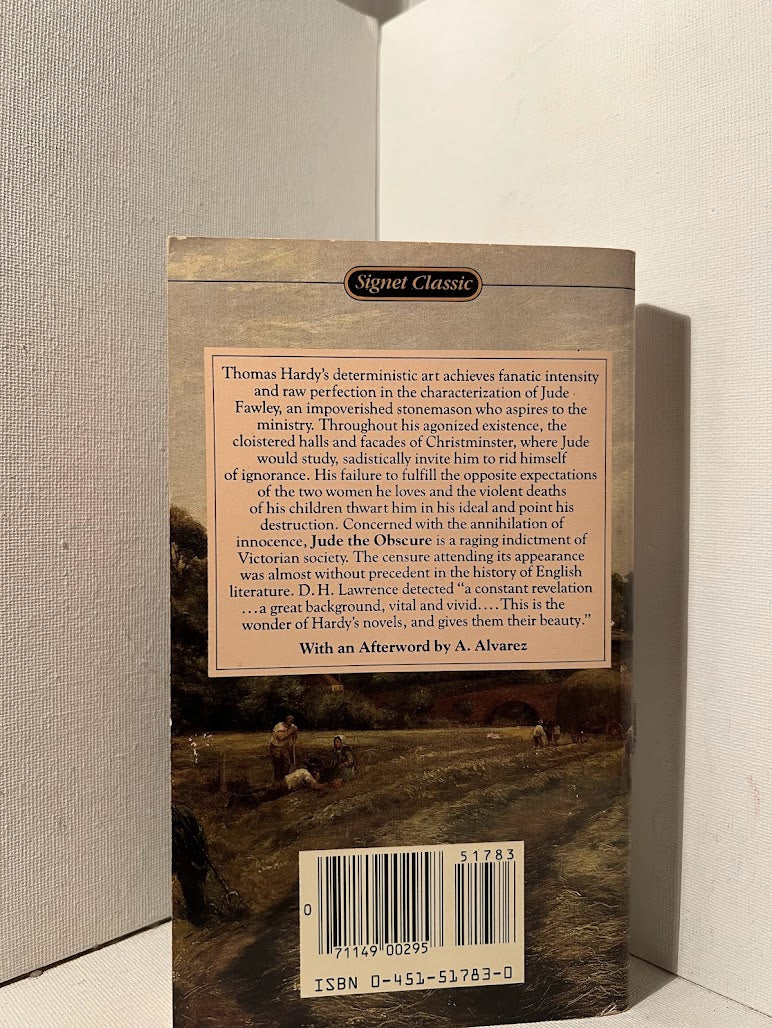 Signet Classic
Thomas Hardy's deterministic art achieves fanatic intensity
and raw perfection in the characterization of Jude
Fawley, an impoverished stonemason who aspires to the
ministry. Throughout his agonized existence, the
cloistered halls and facades of Christminster, where Jude
would study, sadistically invite him to rid himself
of ignorance. His failure to fulfill the opposite expectations
of the two women he loves and the violent deaths
of his children thwart him in his ideal and point his
destruction. Concerned with the annihilation of
innocence, Jude the Obscure is a raging indictment of
Victorian society. The censure attending its appearance
was almost without precedent in the history of English
literature. D. H. Lawrence detected “a constant revelation
...a great background, vital and vivid....This is the
wonder of Hardy's novels, and gives them their beauty.”
With an Afterword by A. Alvarez
51783
0
71149 00295
ISBN 0-451-51783-0